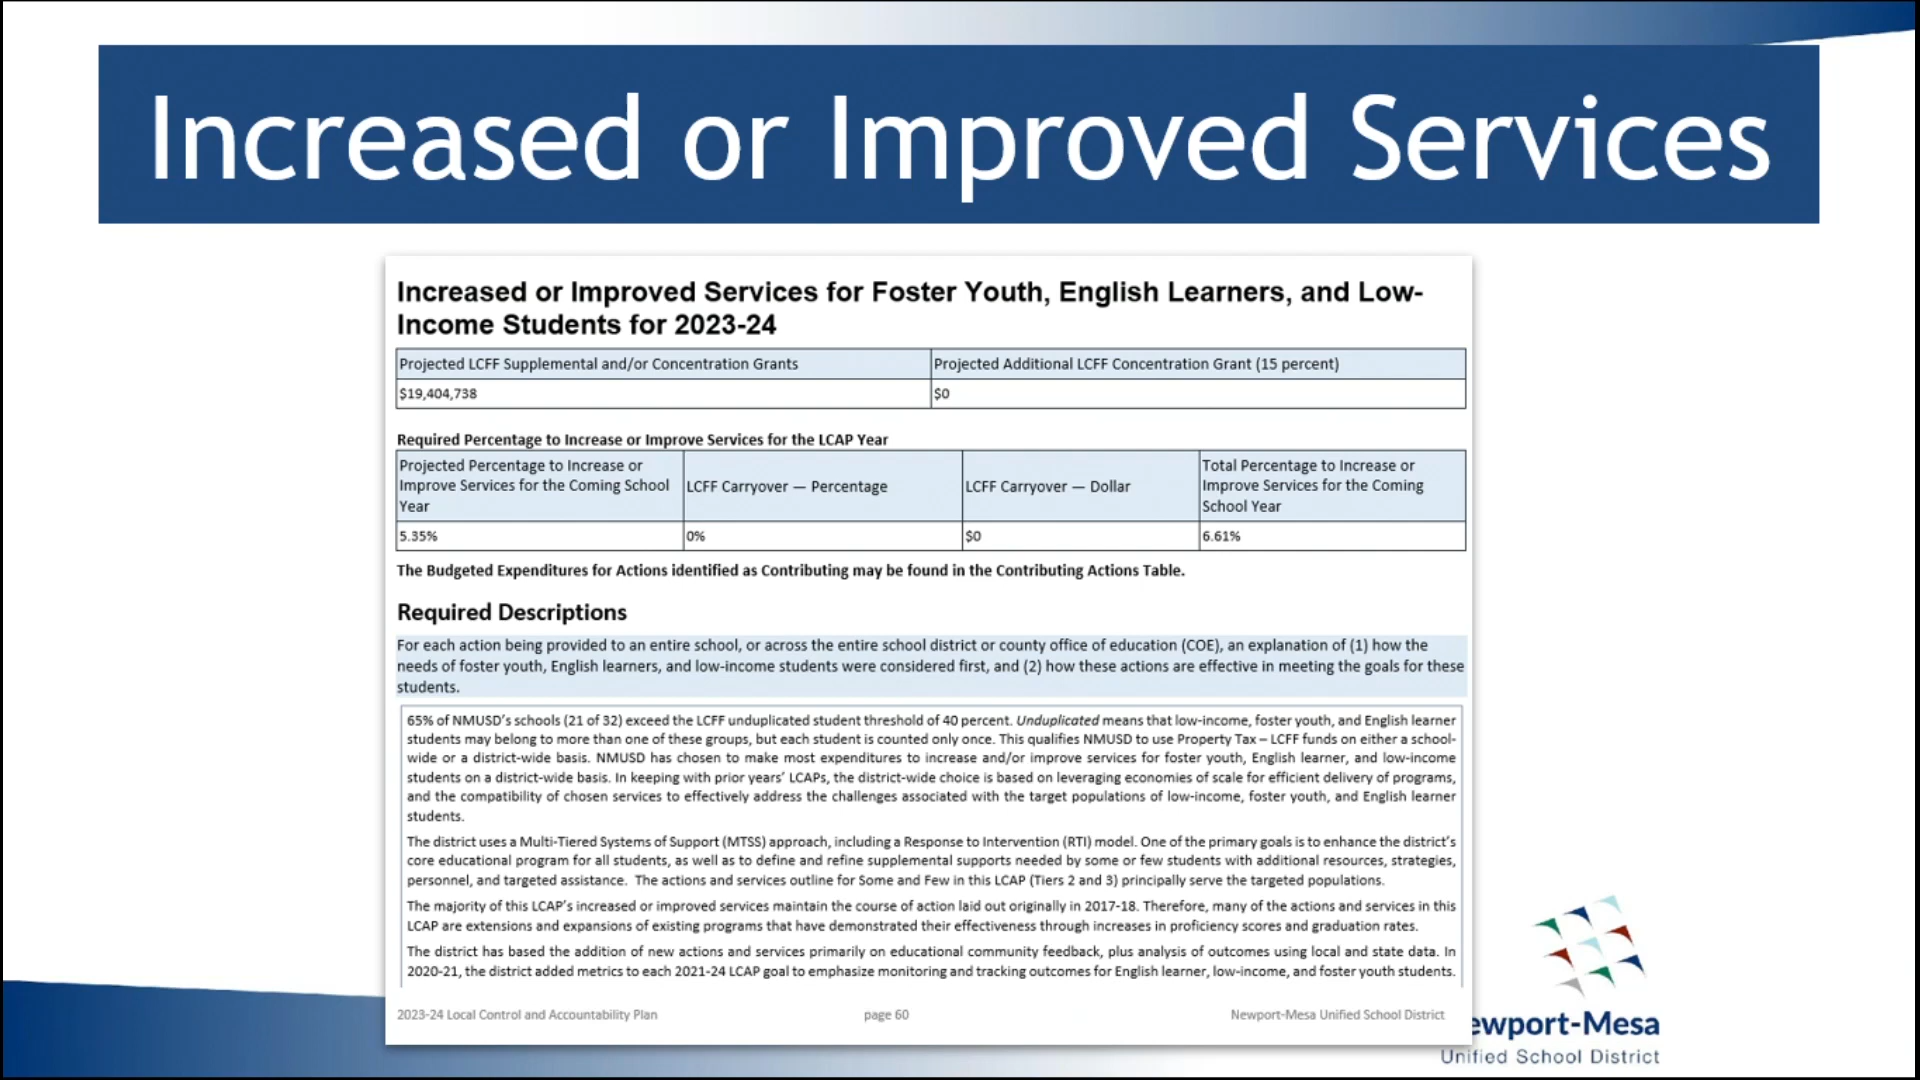 Increased or Improved Services
Increased or Improved Services for Foster Youth, English Learners, and Low-
Income Students for 2023-24
Projected LCFF Supplemental and/or Concentration Grants
Projected Additional LCFF Concentration Grant (15 percent)
$19,404,738
$0
Required Percentage to Increase or Improve Services for the LCAP Year
Projected Percentage to Increase or
Improve Services for the Coming School
Year
LCFF Carryover — Percentage
LCFF Carryover — Dollar
Total Percentage to Increase or
Improve Services for the Coming
School Year
5.35%
0%
$0
6.61%
The Budgeted Expenditures for Actions identified as Contributing may be found in the Contributing Actions Table.
Required Descriptions
For each action being provided to an entire school, or across the entire school district or county office of education (COE), an explanation of (1) how the
needs of foster youth, English learners, and low-income students were considered first, and (2) how these actions are effective in meeting the goals for these
students.
65% of NMUSD's schools (21 of 32) exceed the LCFF unduplicated student threshold of 40 percent. Unduplicated means that low-income, foster youth, and English learner
students may belong to more than one of these groups, but each student is counted only once. This qualifies NMUSD to use Property Tax – LCFF funds on either a school-
wide or a district-wide basis. NMUSD has chosen to make most expenditures to increase and/or improve services for foster youth, English learner, and low-income
students on a district-wide basis. In keeping with prior years' LCAPs, the district-wide choice is based on leveraging economies of scale for efficient delivery of programs,
and the compatibility of chosen services to effectively address the challenges associated with the target populations of low-income, foster youth, and English learner
students.
The district uses a Multi-Tiered Systems of Support (MTSS) approach, including a Response to Intervention (RTI) model. One of the primary goals is to enhance the district's
core educational program for all students, as well as to define and refine supplemental supports needed by some or few students with additional resources, strategies,
personnel, and targeted assistance. The actions and services outline for Some and Few in this LCAP (Tiers 2 and 3) principally serve the targeted populations.
The majority of this LCAP's increased or improved services maintain the course of action laid out originally in 2017-18. Therefore, many of the actions and services in this
LCAP are extensions and expansions of existing programs that have demonstrated their effectiveness through increases in proficiency scores and graduation rates.
The district has based the addition of new actions and services primarily on educational community feedback, plus analysis of outcomes using local and state data. In
2020-21, the district added metrics to each 2021-24 LCAP goal to emphasize monitoring and tracking outcomes for English learner, low-income, and foster youth students.
2023-24 Local Control and Accountability Plan
page 60
Newport-Mesa Unified School District
ewport-Mesa
Unified School District